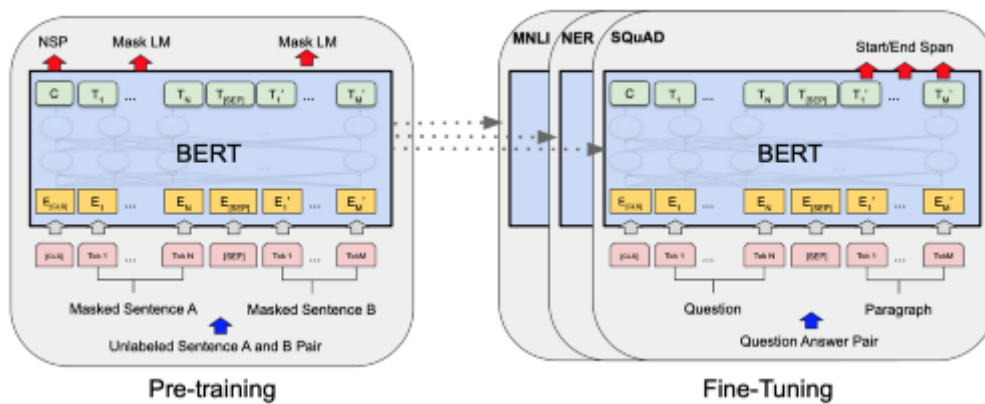 NSP Mask LM Mask LM
C T1 ... TN T[SEP] T1' ... TM'
BERT
E[CLS] E1 ... EN E[SEP] E1' ... EM'
[CLS] Tok 1 ... Tok N [SEP] Tok 1 ... TokM
Masked Sentence A Masked Sentence B
Unlabeled Sentence A and B Pair
Pre-training
MNLI NER SQuAD
Start/End Span
C T1 ... TN T[SEP] T1' ... TM'
BERT
E[CLS] E1 ... EN E[SEP] E1' ... EM'
[CLS] Tok 1 ... Tok N [SEP] Tok 1 ... TokM
Question Paragraph
Question Answer Pair
Fine-Tuning